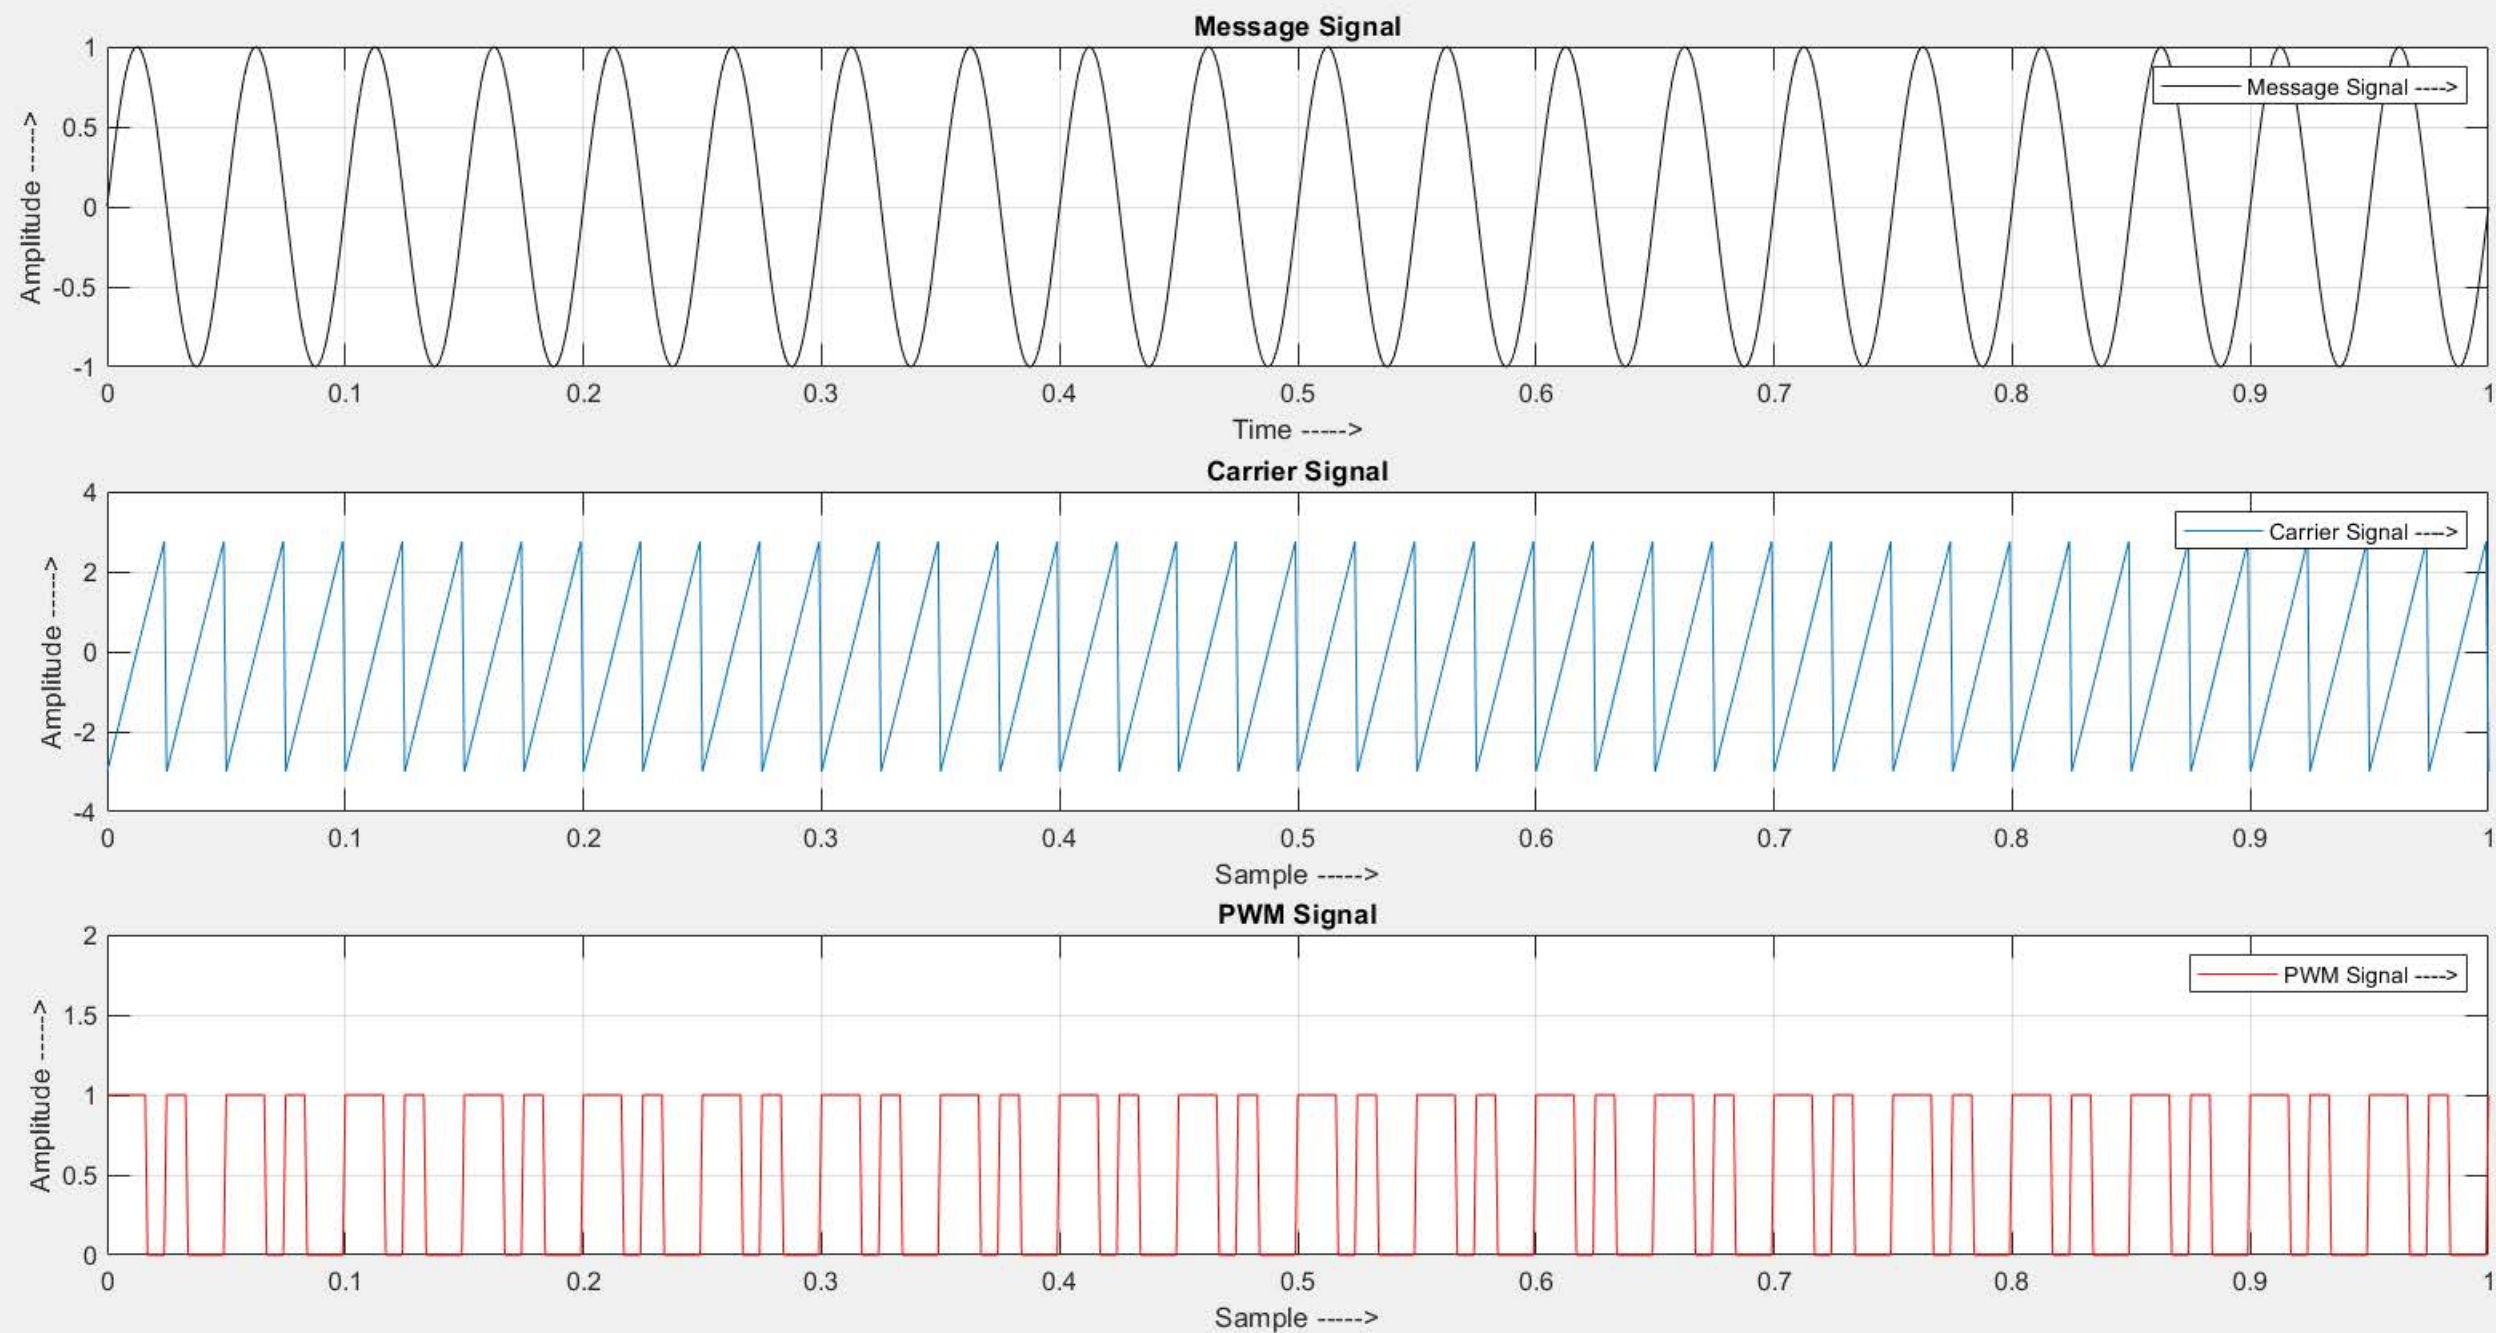 Message Signal
1
0.5
0
-0.5
-1
Amplitude ----->
Message Signal ---->
0 0.1 0.2 0.3 0.4 0.5 0.6 0.7 0.8 0.9 1
Time ----->
Carrier Signal
4
2
0
-2
-4
Amplitude ----->
Carrier Signal ---->
0 0.1 0.2 0.3 0.4 0.5 0.6 0.7 0.8 0.9 1
Sample ----->
PWM Signal
2
1.5
1
0.5
0
Amplitude ----->
PWM Signal ---->
0 0.1 0.2 0.3 0.4 0.5 0.6 0.7 0.8 0.9 1
Sample ----->